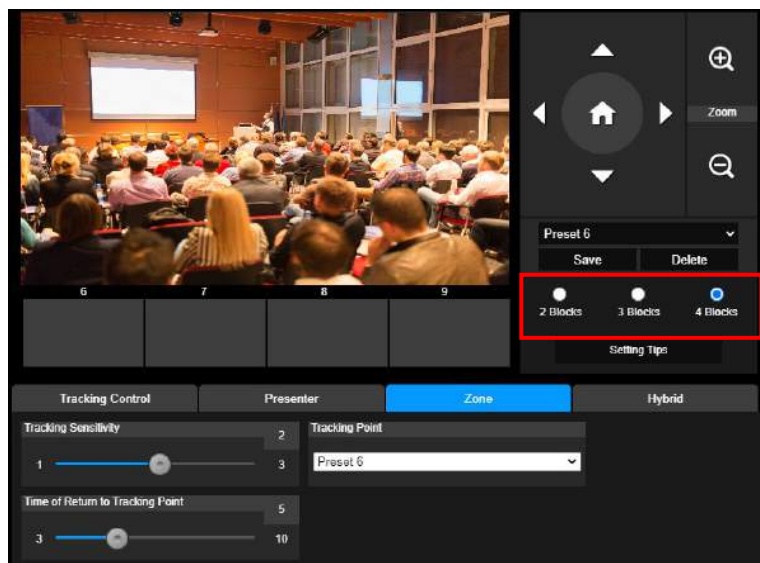 Zoom
Preset 6
Save Delete
6 7 8 9
2 Blocks 3 Blocks 4 Blocks
Setting Tips
Tracking Control Presenter Zone Hybrid
Tracking Sensitivity 2 Tracking Point
1 3 Preset 6
Time of Return to Tracking Point 5
3 10